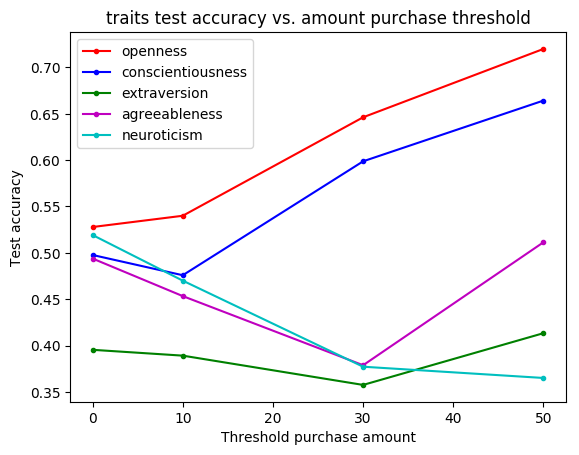 traits test accuracy vs. amount purchase threshold
openness
conscientiousness
extraversion
agreeableness
neuroticism
Test accuracy
0.70
0.65
0.60
0.55
0.50
0.45
0.40
0.35
0 10 20 30 40 50
Threshold purchase amount